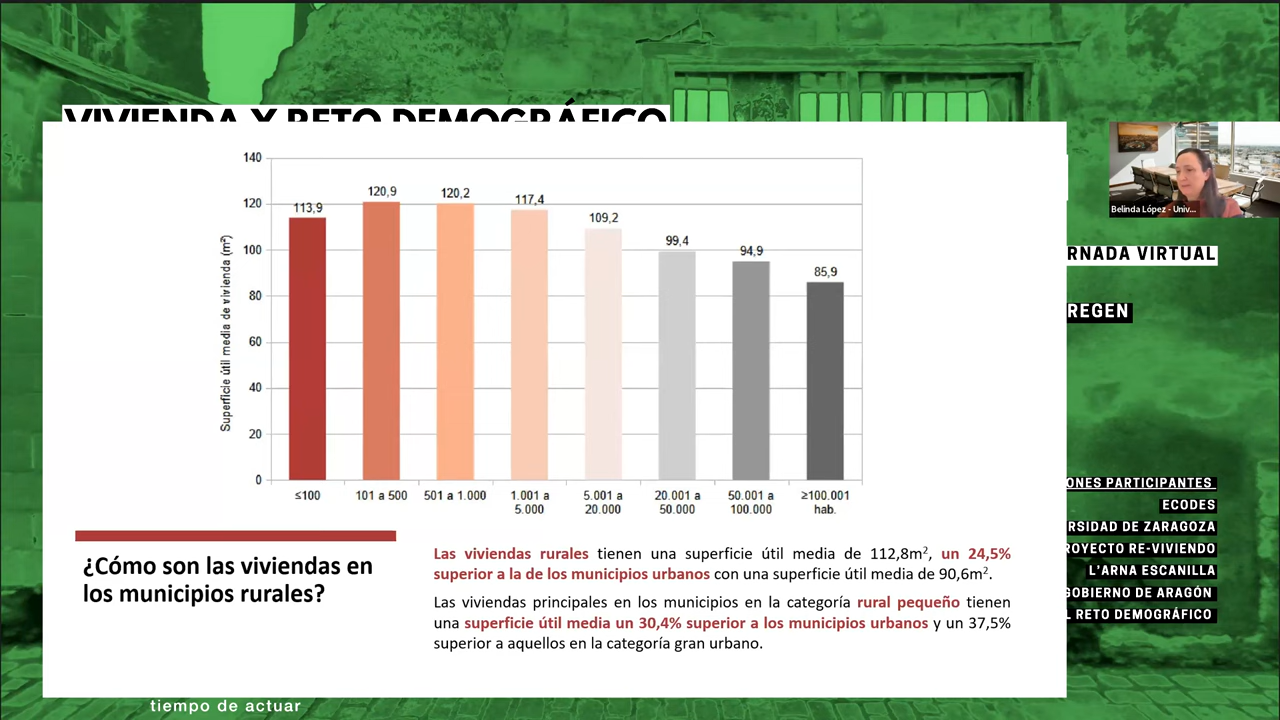 VIVIENDA Y RETO DEMOGRÁFICO
Superficie útil media de vivienda (m²)
140
120
100
80
60
40
20
0
113,9
120,9
120,2
117,4
109,2
99,4
94,9
85,9
≤100
101 a 500
501 a 1.000
1.001 a
5.000
5.001 a
20.000
20.001 a
50.000
50.001 a
100.000
≥100.001
hab.
¿Cómo son las viviendas en
los municipios rurales?
Las viviendas rurales tienen una superficie útil media de 112,8m², un 24,5%
superior a la de los municipios urbanos con una superficie útil media de 90,6m².
Las viviendas principales en los municipios en la categoría rural pequeño tienen
una superficie útil media un 30,4% superior a los municipios urbanos y un 37,5%
superior a aquellos en la categoría gran urbano.
Belinda López - Univ...
RNADA VIRTUAL
REGEN
ONES PARTICIPANTES
ECODES
RSIDAD DE ZARAGOZA
ROYECTO RE-VIVIENDO
L'ARNA ESCANILLA
GOBIERNO DE ARAGÓN
L RETO DEMOGRÁFICO
tiempo de actuar